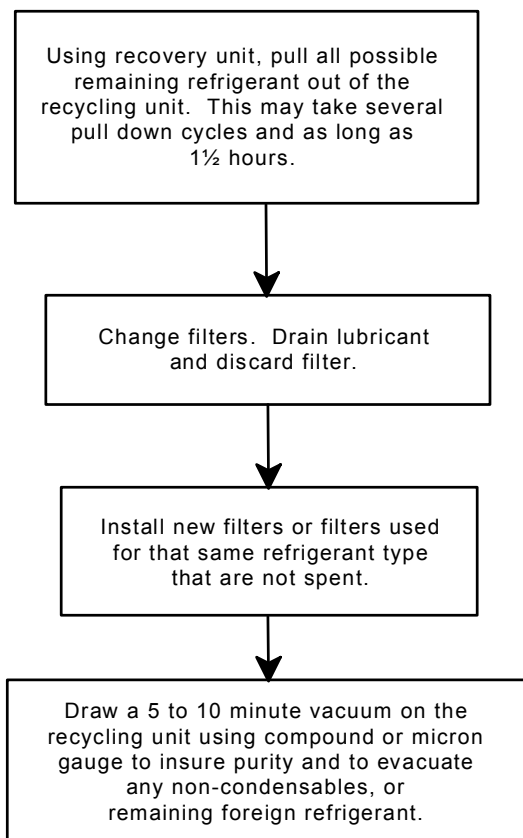 Using recovery unit, pull all possible
remaining refrigerant out of the
recycling unit. This may take several
pull down cycles and as long as
1½ hours.
Change filters. Drain lubricant
and discard filter.
Install new filters or filters used
for that same refrigerant type
that are not spent.
Draw a 5 to 10 minute vacuum on the
recycling unit using compound or micron
gauge to insure purity and to evacuate
any non-condensables, or
remaining foreign refrigerant.